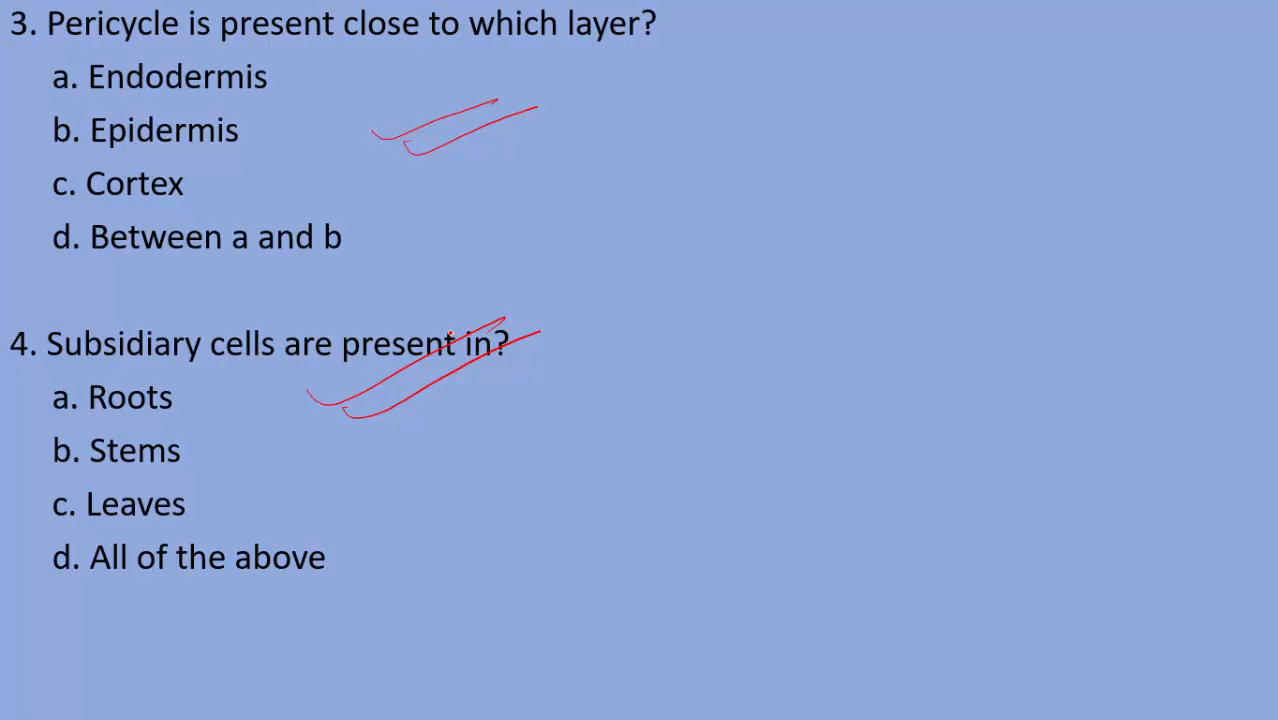 3. Pericycle is present close to which layer?
a. Endodermis
b. Epidermis
c. Cortex
d. Between a and b
4. Subsidiary cells are present in?
a. Roots
b. Stems
c. Leaves
d. All of the above